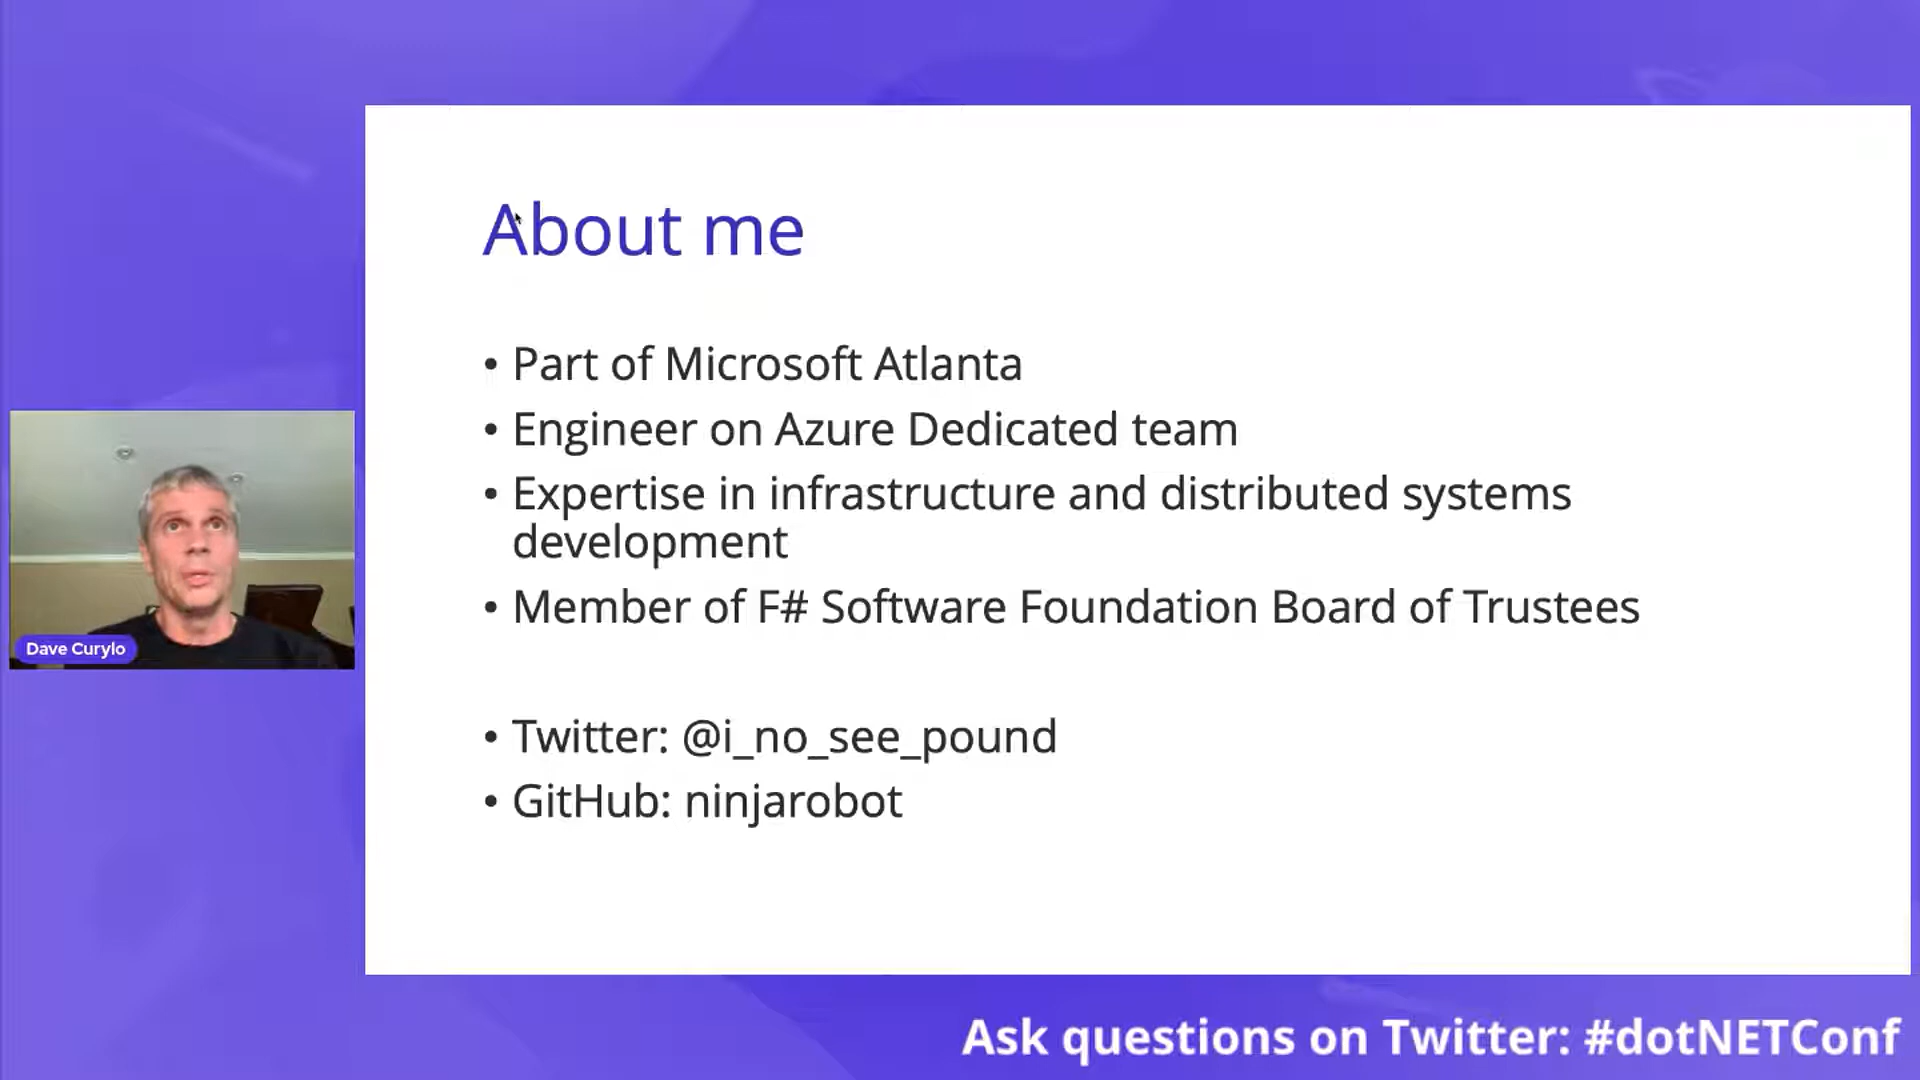 About me
• Part of Microsoft Atlanta
• Engineer on Azure Dedicated team
• Expertise in infrastructure and distributed systems
development
• Member of F# Software Foundation Board of Trustees
• Twitter: @i_no_see_pound
• GitHub: ninjarobot
Dave Curylo
Ask questions on Twitter: #dotNETConf